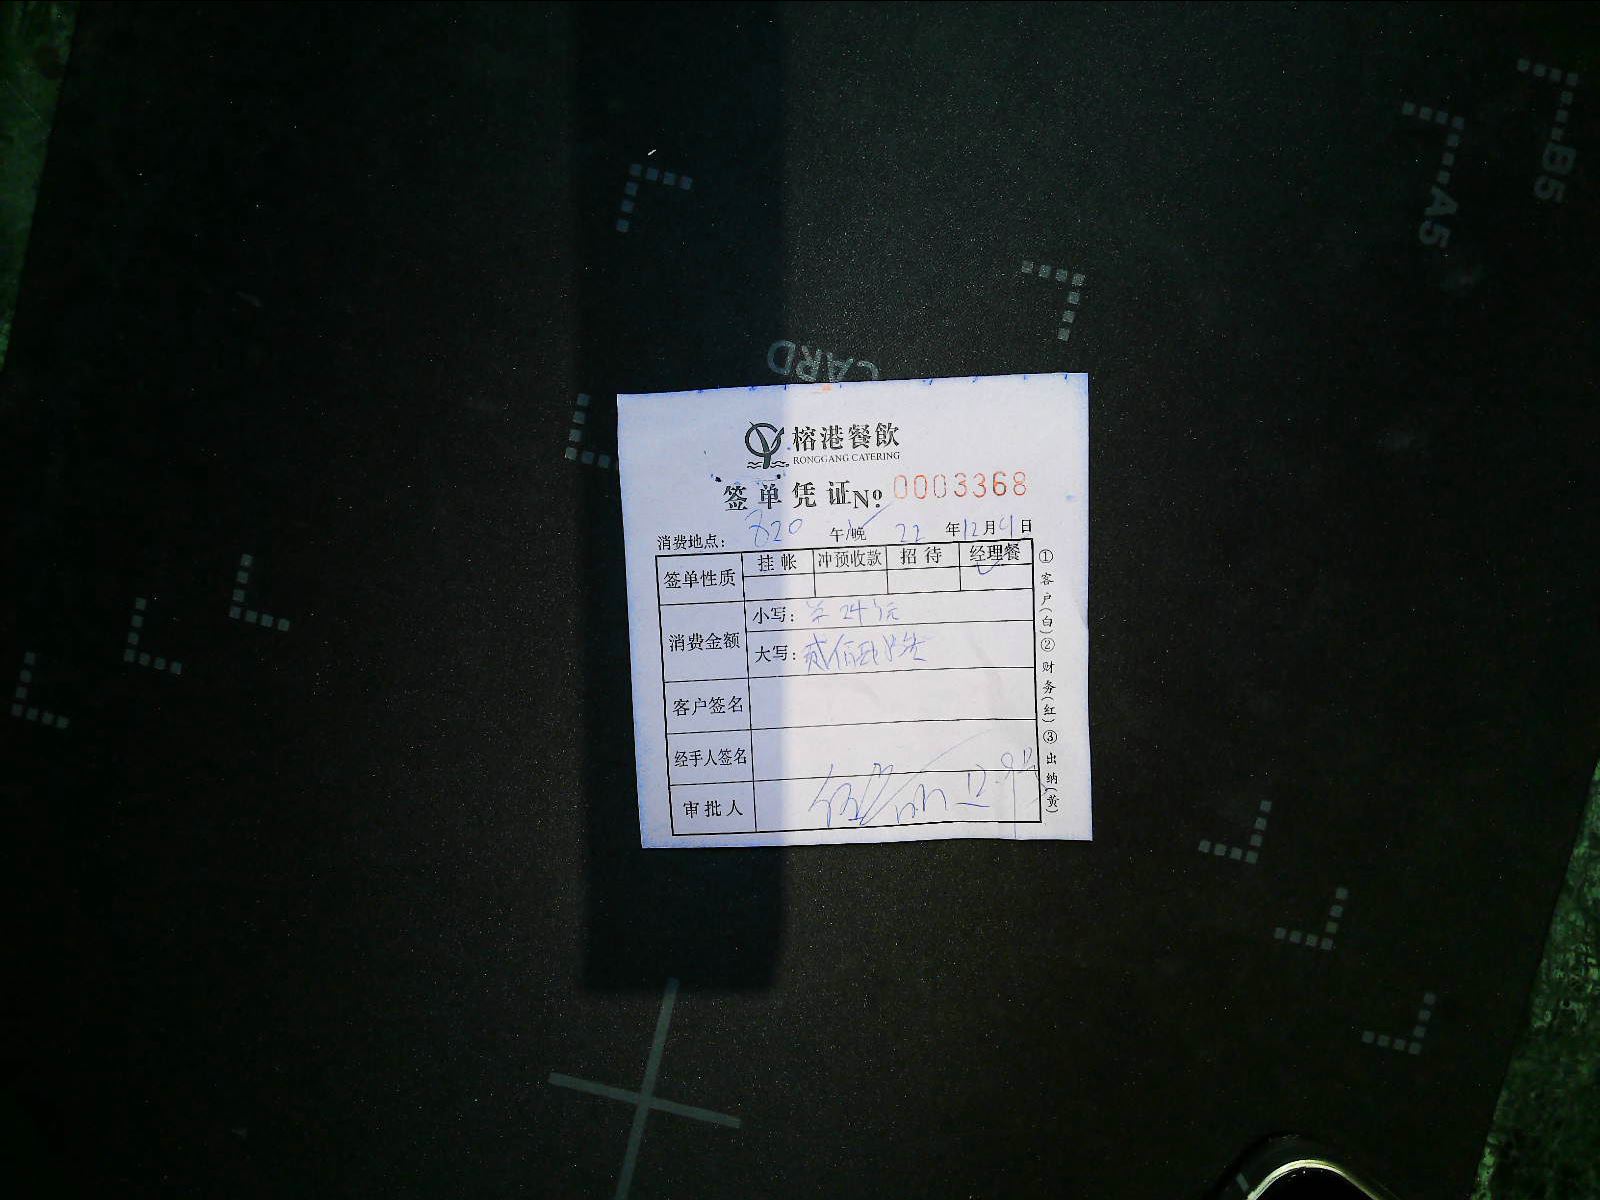 B5
A5
CARD
榕港餐飲
RONGGANG CATERING
签单凭证№ 0003368
消费地点: 820 午/晚 22 年12月9日
签单性质 挂帐 冲预收款 招待 经理餐
消费金额 小写:
大写:
客户签名
经手人签名
审批人
①客户(白)②财务(红)③出纳(黄)